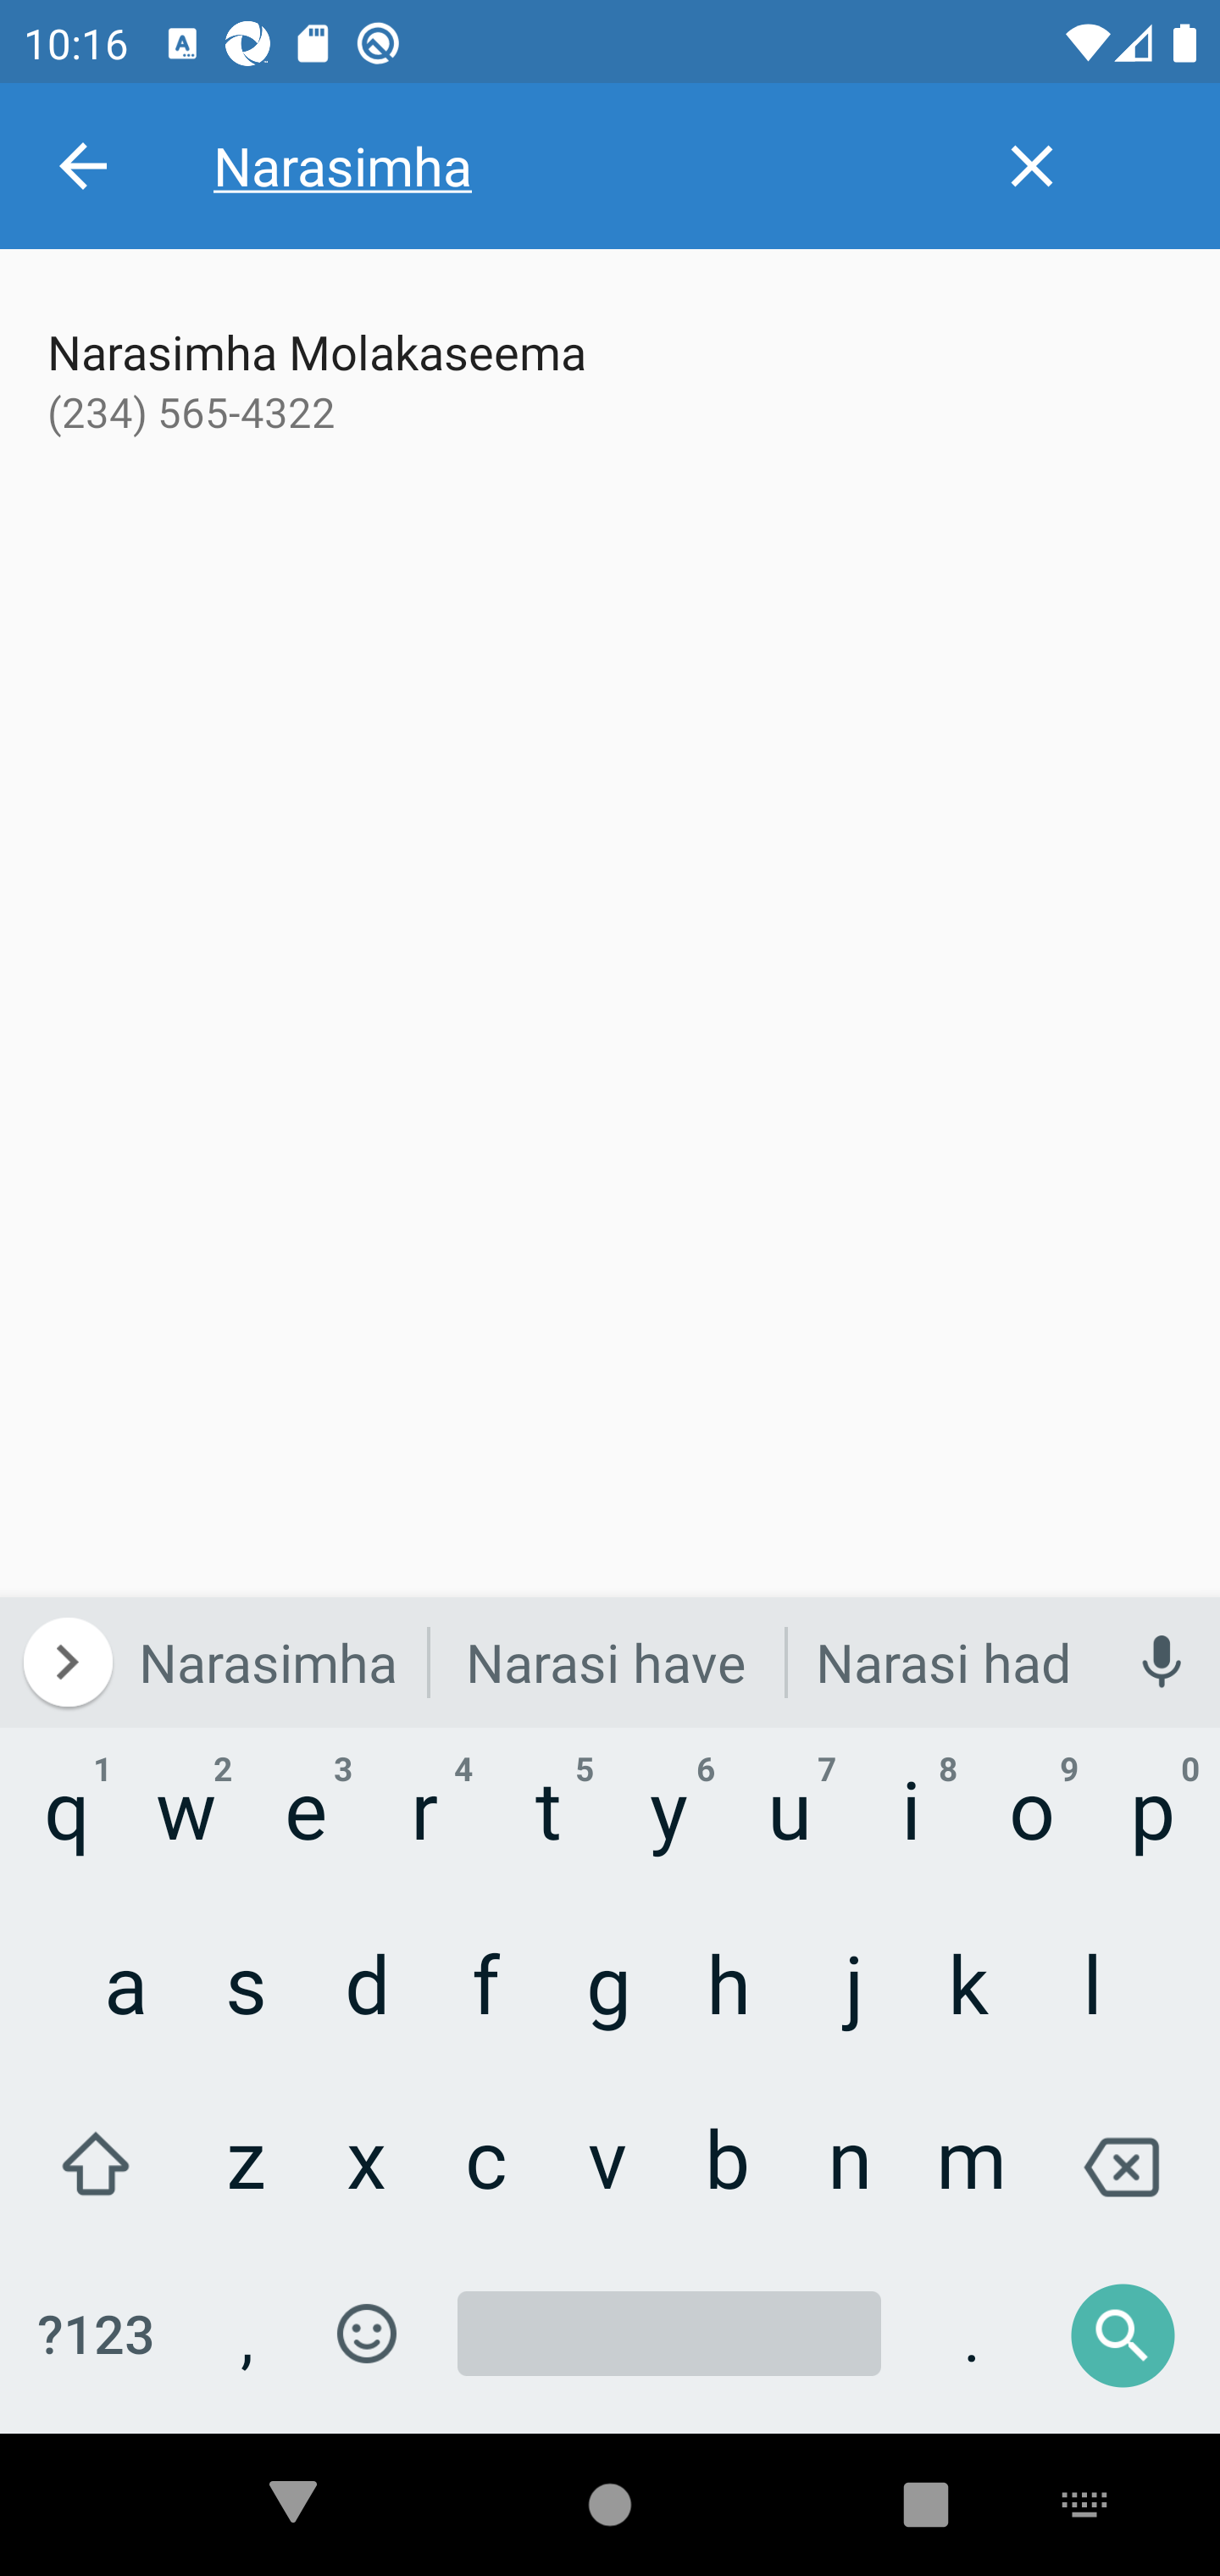 10:16
Narasimha
Narasimha Molakaseema
(234) 565-4322
Narasimha Narasi have Narasi had
1 2 3 4 5 6 7 8 9 0
q w e r t y u i o p
a s d f g h j k l
z x c v b n m
?123 , .